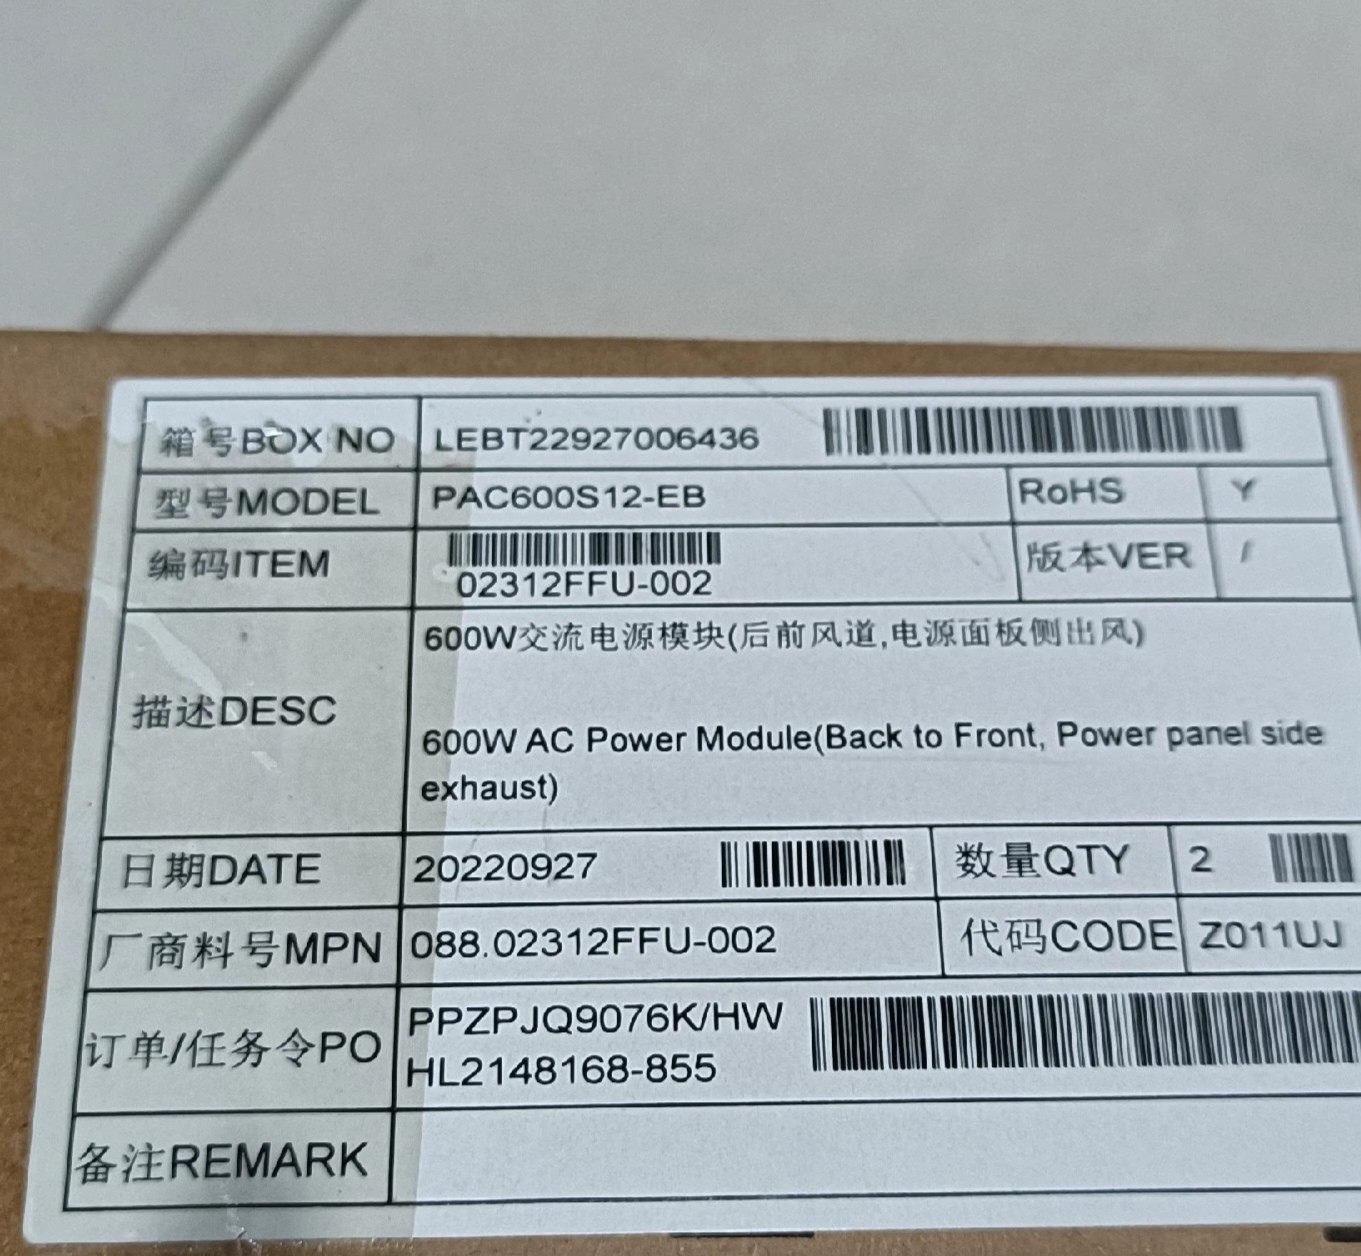 箱号BOX NO LEBT22927006436
型号MODEL PAC600S12-EB RoHS Y
编码ITEM 02312FFU-002 版本VER /
描述DESC 600W交流电源模块(后前风道,电源面板侧出风)
600W AC Power Module(Back to Front, Power panel side
exhaust)
日期DATE 20220927 数量QTY 2
厂商料号MPN 088.02312FFU-002 代码CODE Z011UJ
订单/任务令PO PPZPJQ9076K/HW
HL2148168-855
备注REMARK